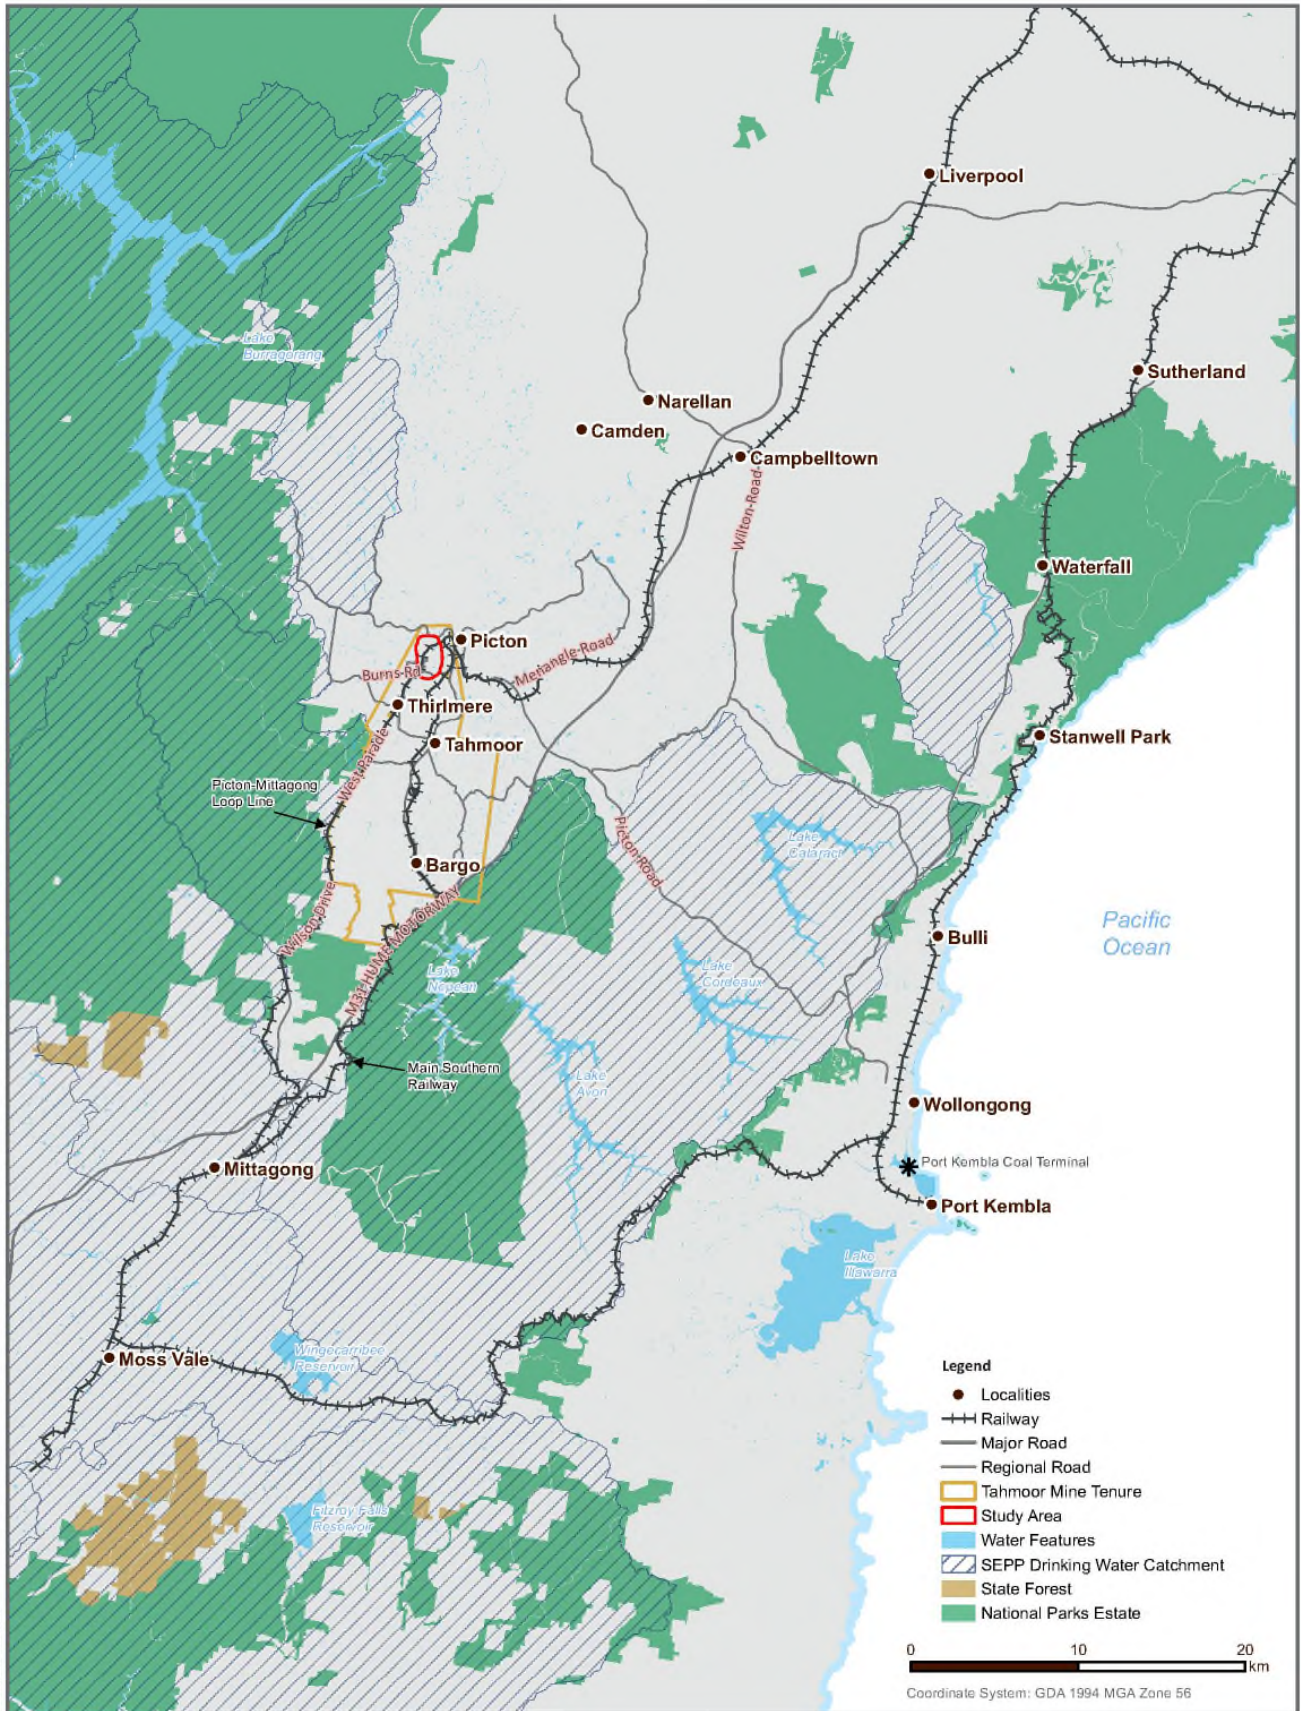 Liverpool
Lake
Burragorang
Sutherland
Narellan
Camden
Campbelltown
Wilton Road
Waterfall
Picton
Menangle Road
Burns Rd
Thirlmere
Stanwell Park
Tahmoor
West Parade
Picton-Mittagong
Loop Line
Picton Road
Lake
Cataract
Bargo
Wilson Drive
M31 HUME MOTORWAY
Pacific
Ocean
Bulli
Lake
Nepean
Lake
Cordeaux
Main Southern
Railway
Lake
Avon
Wollongong
Mittagong
Port Kembla Coal Terminal
Port Kembla
Lake
Illawarra
Moss Vale
Wingecarribee
Reservoir
Fitzroy Falls
Reservoir
Legend
Localities
Railway
Major Road
Regional Road
Tahmoor Mine Tenure
Study Area
Water Features
SEPP Drinking Water Catchment
State Forest
National Parks Estate
0 10 20
km
Coordinate System: GDA 1994 MGA Zone 56